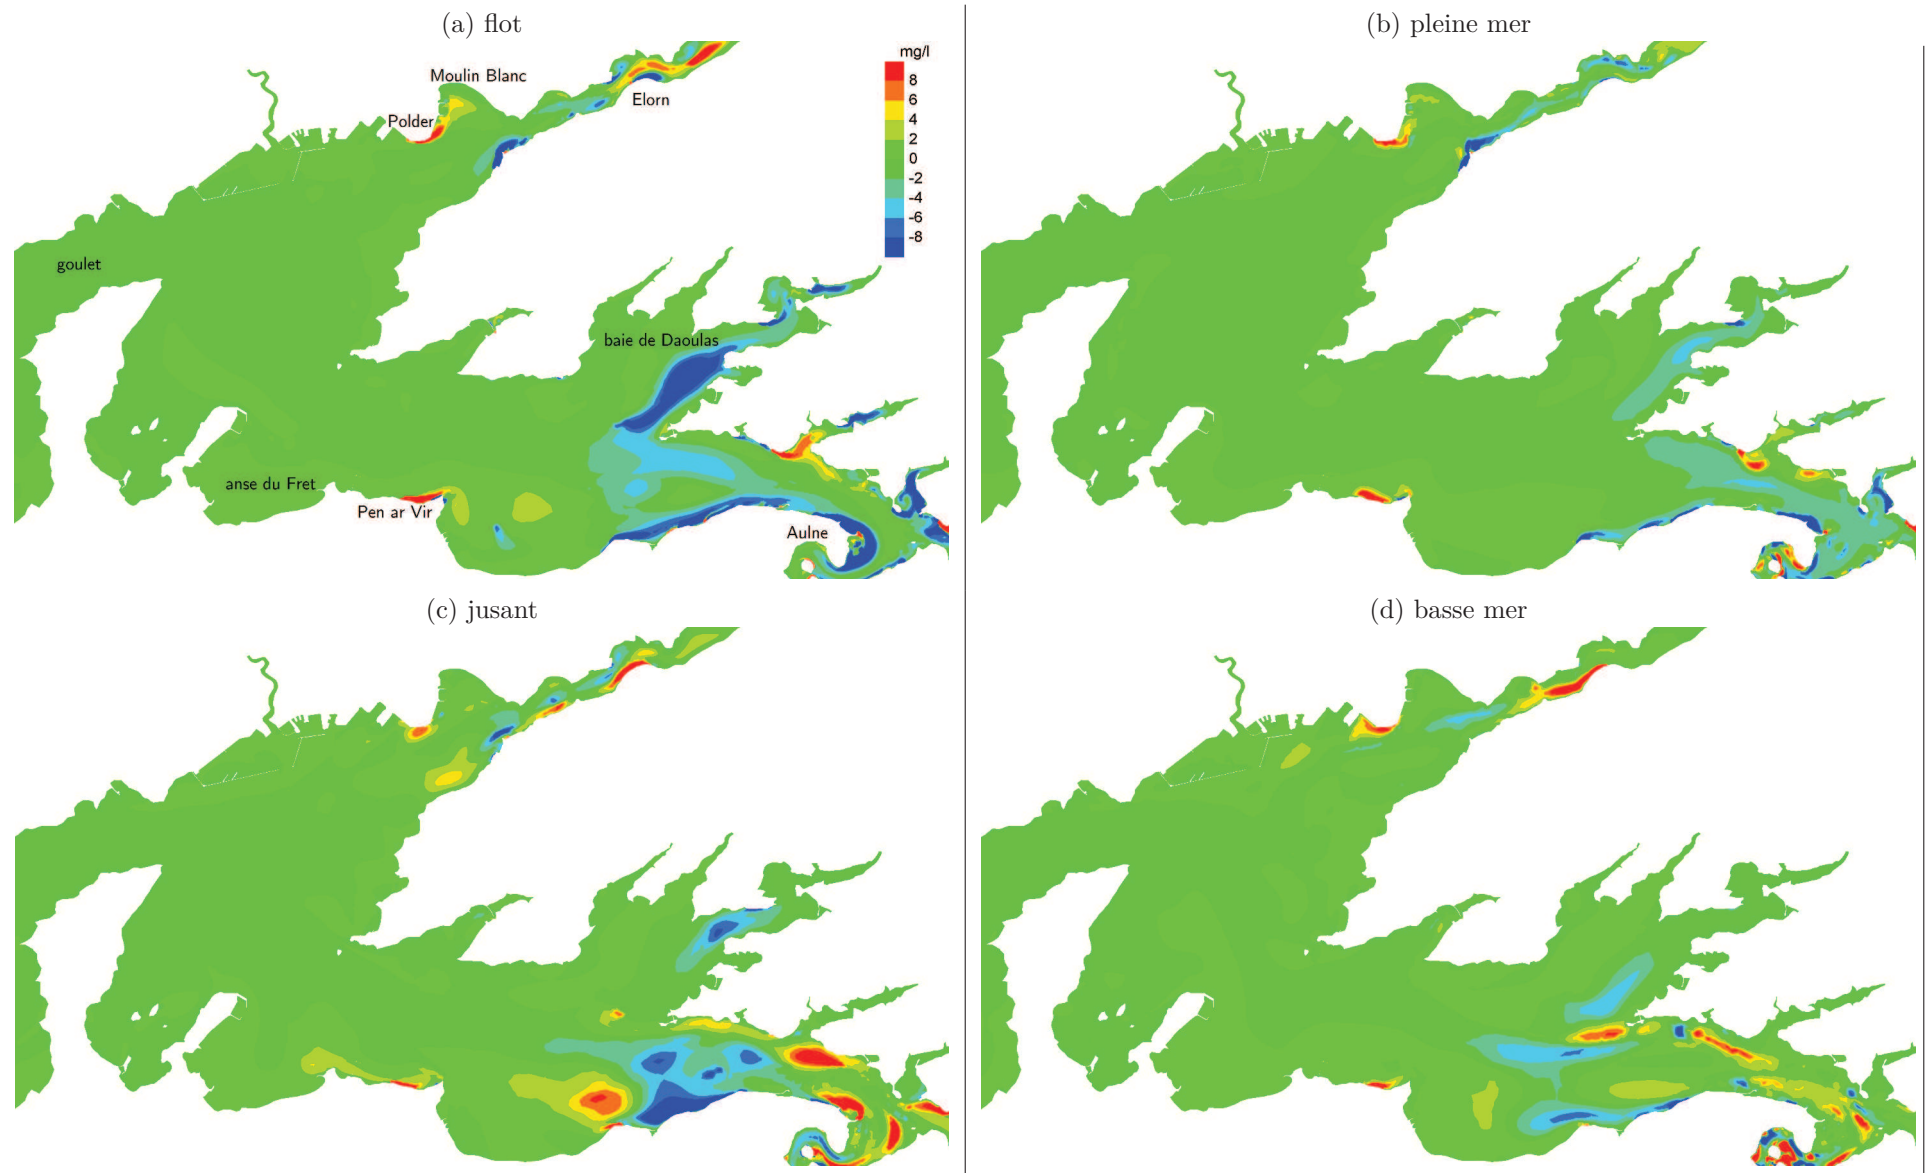 (a) flot
(b) pleine mer
mg/l
8
6
4
2
0
-2
-4
-6
-8
Moulin Blanc
Elorn
Polder
goulet
baie de Daoulas
anse du Fret
Pen ar Vir
Aulne
(c) jusant
(d) basse mer